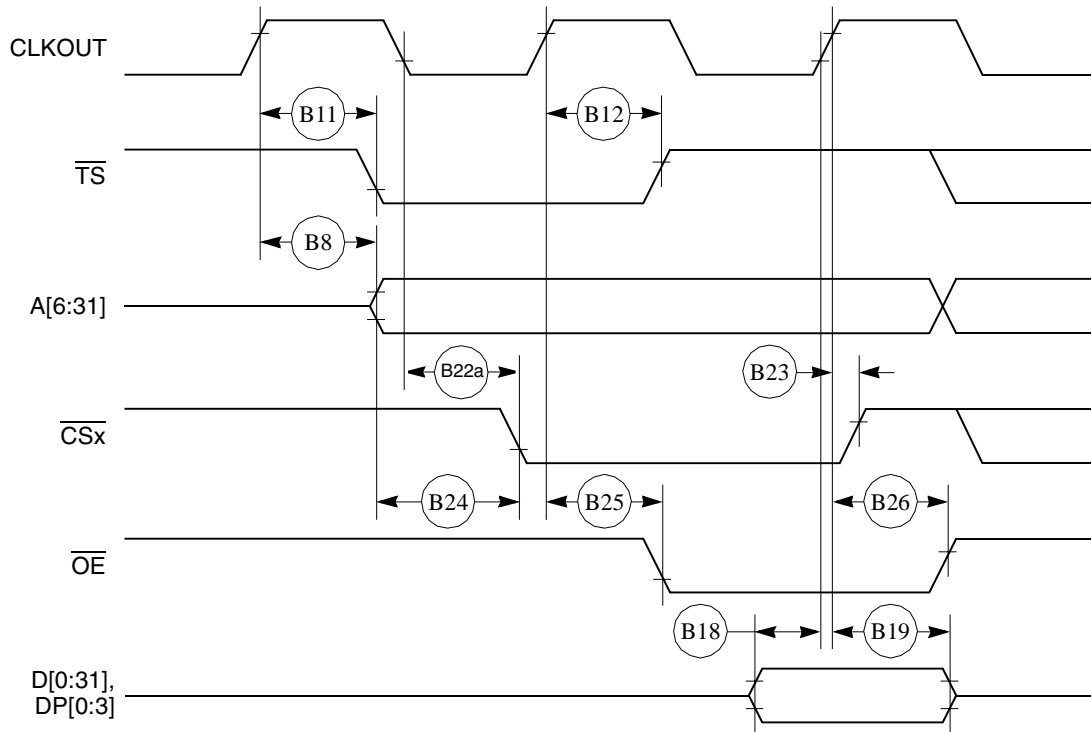 CLKOUT
B11
B12
TS
B8
A[6:31]
B22a
B23
CSx
B24
B25
B26
OE
B18
B19
D[0:31],
DP[0:3]